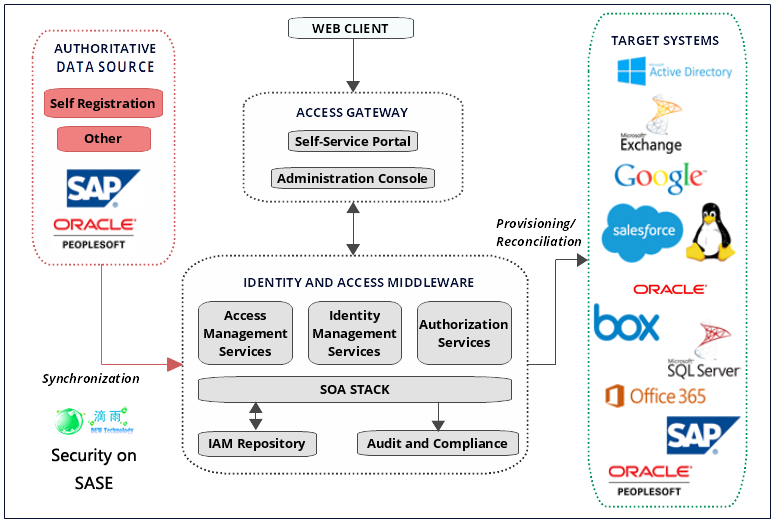 WEB CLIENT
AUTHORITATIVE
DATA SOURCE
Self Registration
Other
SAP
ORACLE
PEOPLESOFT
ACCESS GATEWAY
Self-Service Portal
Administration Console
TARGET SYSTEMS
Microsoft
Active Directory
Microsoft
Exchange
Google
salesforce
ORACLE
box
Microsoft
SQL Server
Office 365
SAP
ORACLE
PEOPLESOFT
Provisioning/
Reconciliation
IDENTITY AND ACCESS MIDDLEWARE
Access
Management
Services
Identity
Management
Services
Authorization
Services
SOA STACK
IAM Repository
Audit and Compliance
Synchronization
滴雨
DEW Technology
Security on
SASE